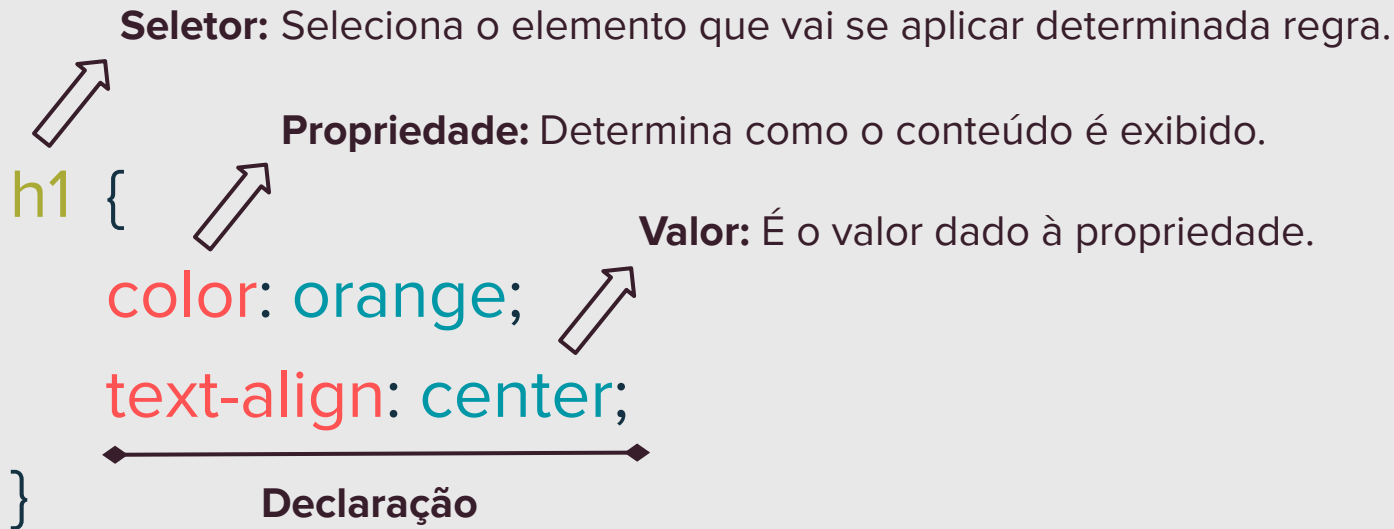 Seletor: Seleciona o elemento que vai se aplicar determinada regra.
Propriedade: Determina como o conteúdo é exibido.
h1 {
Valor: É o valor dado à propriedade.
color: orange;
text-align: center;
}
Declaração